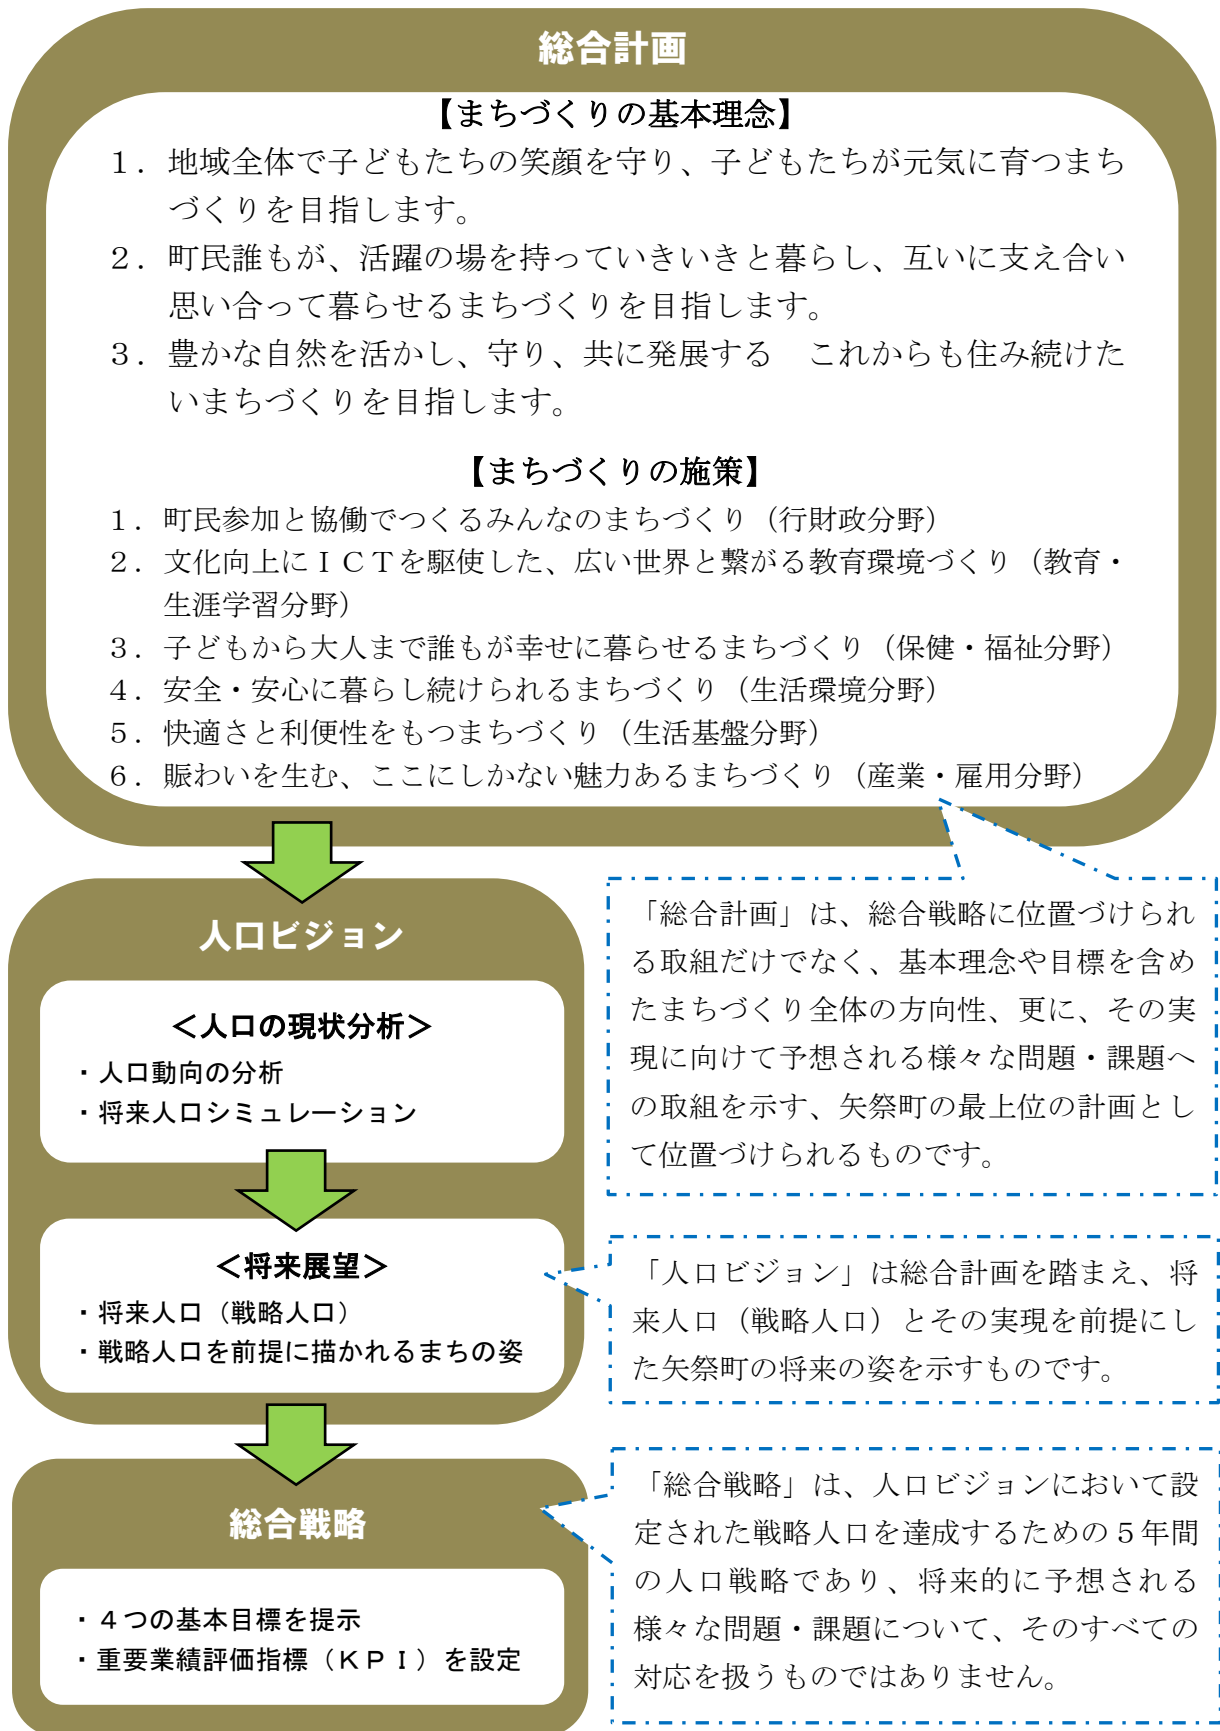 総合計画
【まちづくりの基本理念】
１．地域全体で子どもたちの笑顔を守り、子どもたちが元気に育つまち
づくりを目指します。
２．町民誰もが、活躍の場を持っていきいきと暮らし、互いに支え合い
思い合って暮らせるまちづくりを目指します。
３．豊かな自然を活かし、守り、共に発展する　これからも住み続けた
いまちづくりを目指します。
【まちづくりの施策】
１．町民参加と協働でつくるみんなのまちづくり（行財政分野）
２．文化向上にＩＣＴを駆使した、広い世界と繋がる教育環境づくり（教育・
生涯学習分野）
３．子どもから大人まで誰もが幸せに暮らせるまちづくり（保健・福祉分野）
４．安全・安心に暮らし続けられるまちづくり（生活環境分野）
５．快適さと利便性をもつまちづくり（生活基盤分野）
６．賑わいを生む、ここにしかない魅力あるまちづくり（産業・雇用分野）
「総合計画」は、総合戦略に位置づけられ
る取組だけでなく、基本理念や目標を含め
たまちづくり全体の方向性、更に、その実
現に向けて予想される様々な問題・課題へ
の取組を示す、矢祭町の最上位の計画とし
て位置づけられるものです。
人口ビジョン
＜人口の現状分析＞
・人口動向の分析
・将来人口シミュレーション
＜将来展望＞
・将来人口（戦略人口）
・戦略人口を前提に描かれるまちの姿
「人口ビジョン」は総合計画を踏まえ、将
来人口（戦略人口）とその実現を前提にし
た矢祭町の将来の姿を示すものです。
総合戦略
・４つの基本目標を提示
・重要業績評価指標（ＫＰＩ）を設定
「総合戦略」は、人口ビジョンにおいて設
定された戦略人口を達成するための５年間
の人口戦略であり、将来的に予想される
様々な問題・課題について、そのすべての
対応を扱うものではありません。